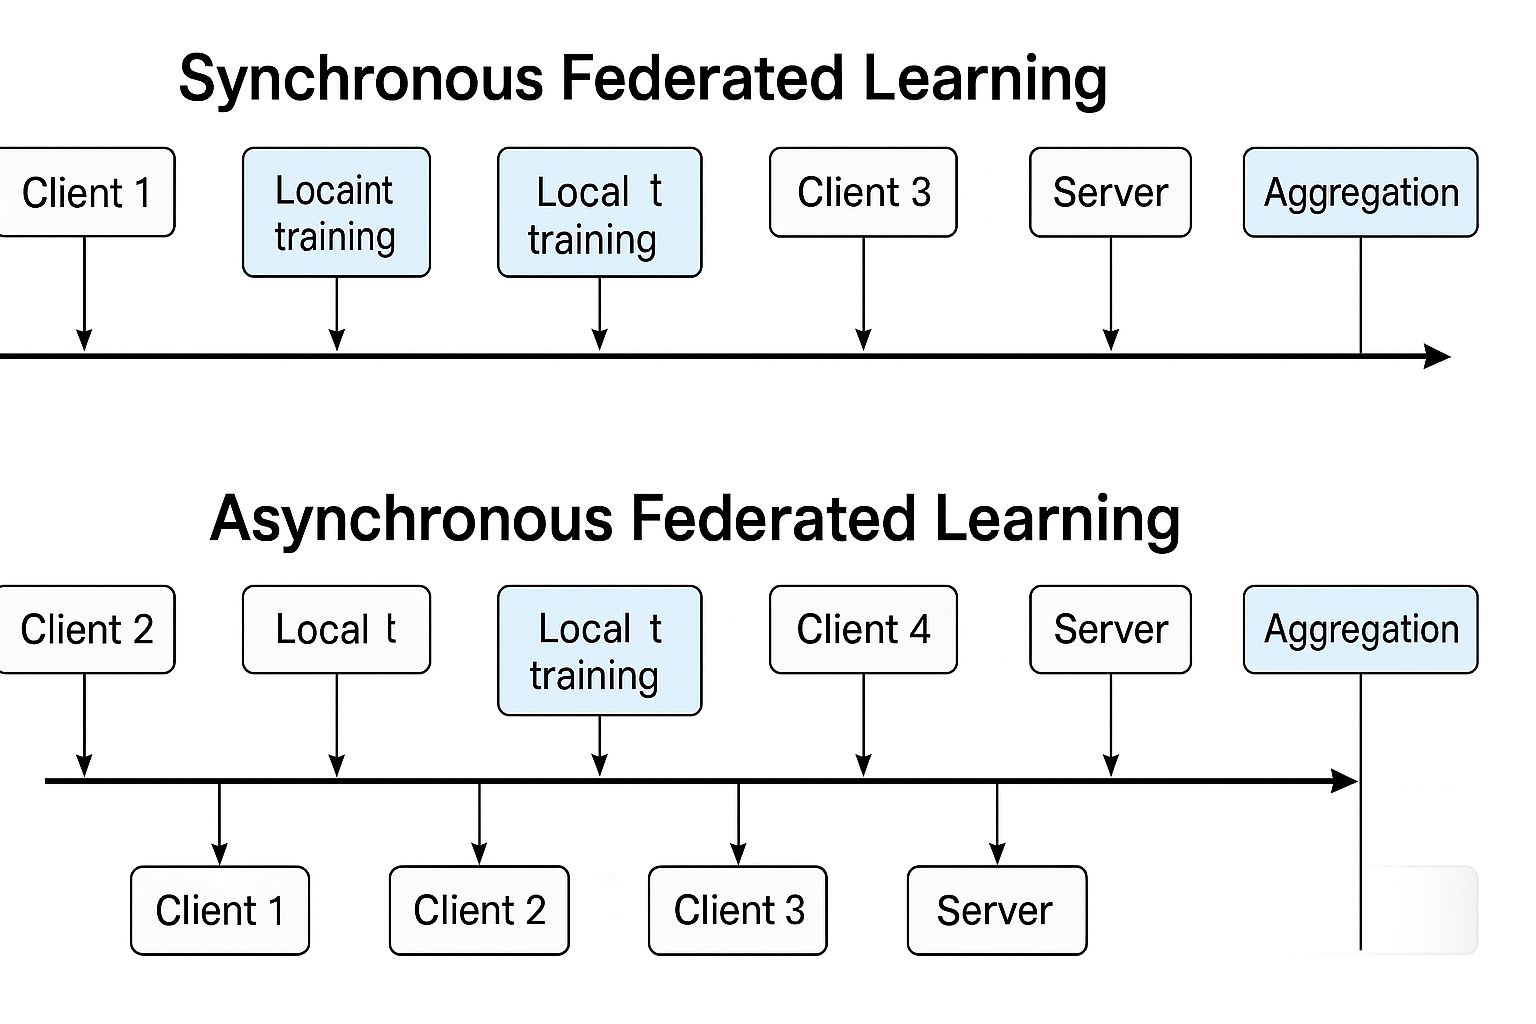 Synchronous Federated Learning
Client 1
Locaint
training
Local t
training
Client 3
Server
Aggregation
Asynchronous Federated Learning
Client 2
Local t
Local t
training
Client 4
Server
Aggregation
Client 1
Client 2
Client 3
Server